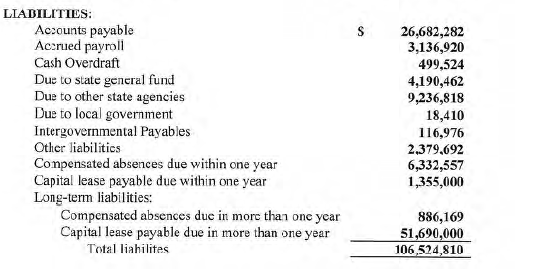 LIABILITIES:
Accounts payable $ 26,682,282
Accrued payroll 3,136,920
Cash Overdraft 499,524
Due to state general fund 4,190,462
Due to other state agencies 9,236,818
Due to local government 18,410
Intergovernmental Payables 116,976
Other liabilities 2,379,692
Compensated absences due within one year 6,332,557
Capital lease payable due within one year 1,355,000
Long-term liabilities:
Compensated absences due in more than one year 886,169
Capital lease payable due in more than one year 51,690,000
Total liabilites 106,524,810